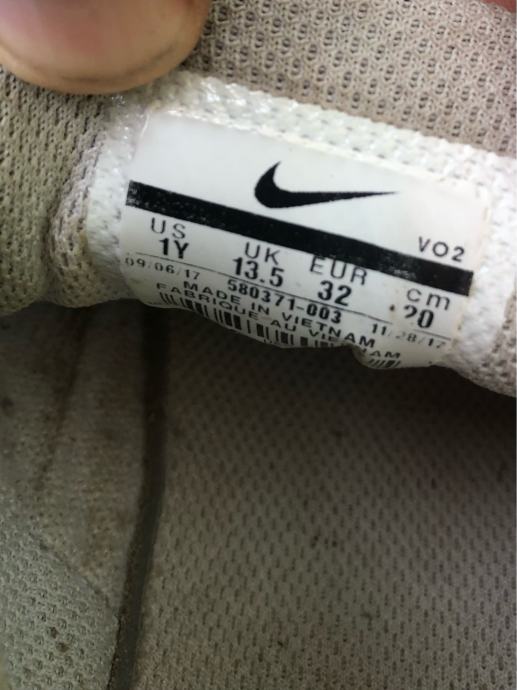 VO2
US UK EUR cm
1Y 13.5 32 20
09/06/17 580371-003 11/28/17
MADE IN VIETNAM
FABRIQUE AU VIETNAM